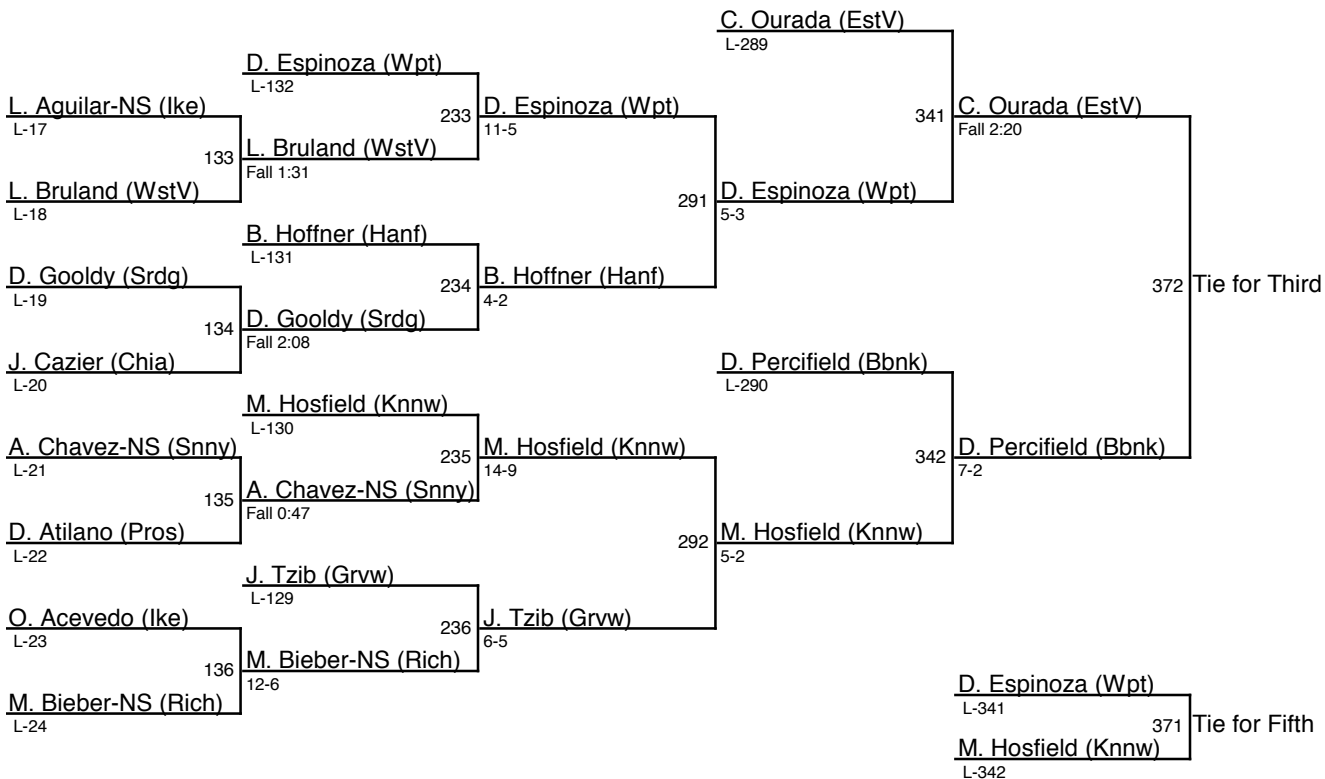 C. Ourada (EstV)
L-289
D. Espinoza (Wpt)
L-132
L. Aguilar-NS (Ike)
L-17
233
D. Espinoza (Wpt)
11-5
341
C. Ourada (EstV)
Fall 2:20
133
L. Bruland (WstV)
Fall 1:31
L. Bruland (WstV)
L-18
291
D. Espinoza (Wpt)
5-3
B. Hoffner (Hanf)
L-131
D. Gooldy (Srdg)
L-19
234
B. Hoffner (Hanf)
4-2
372
Tie for Third
134
D. Gooldy (Srdg)
Fall 2:08
J. Cazier (Chia)
L-20
D. Percifield (Bbnk)
L-290
M. Hosfield (Knnw)
L-130
A. Chavez-NS (Snny)
L-21
235
M. Hosfield (Knnw)
14-9
342
D. Percifield (Bbnk)
7-2
135
A. Chavez-NS (Snny)
Fall 0:47
D. Atilano (Pros)
L-22
292
M. Hosfield (Knnw)
5-2
J. Tzib (Grvw)
L-129
O. Acevedo (Ike)
L-23
236
J. Tzib (Grvw)
6-5
136
M. Bieber-NS (Rich)
12-6
M. Bieber-NS (Rich)
L-24
D. Espinoza (Wpt)
L-341
371
Tie for Fifth
M. Hosfield (Knnw)
L-342